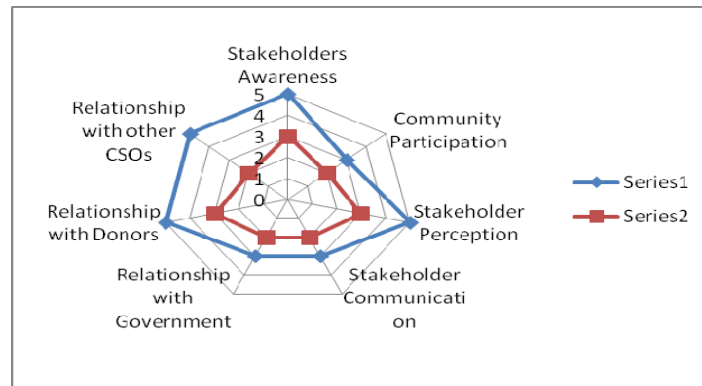 Stakeholders
Awareness
5
4
3
2
1
0
Community
Participation
Stakeholder
Perception
Stakeholder
Communicati
on
Relationship
with
Government
Relationship
with Donors
Relationship
with other
CSOs
Series1
Series2